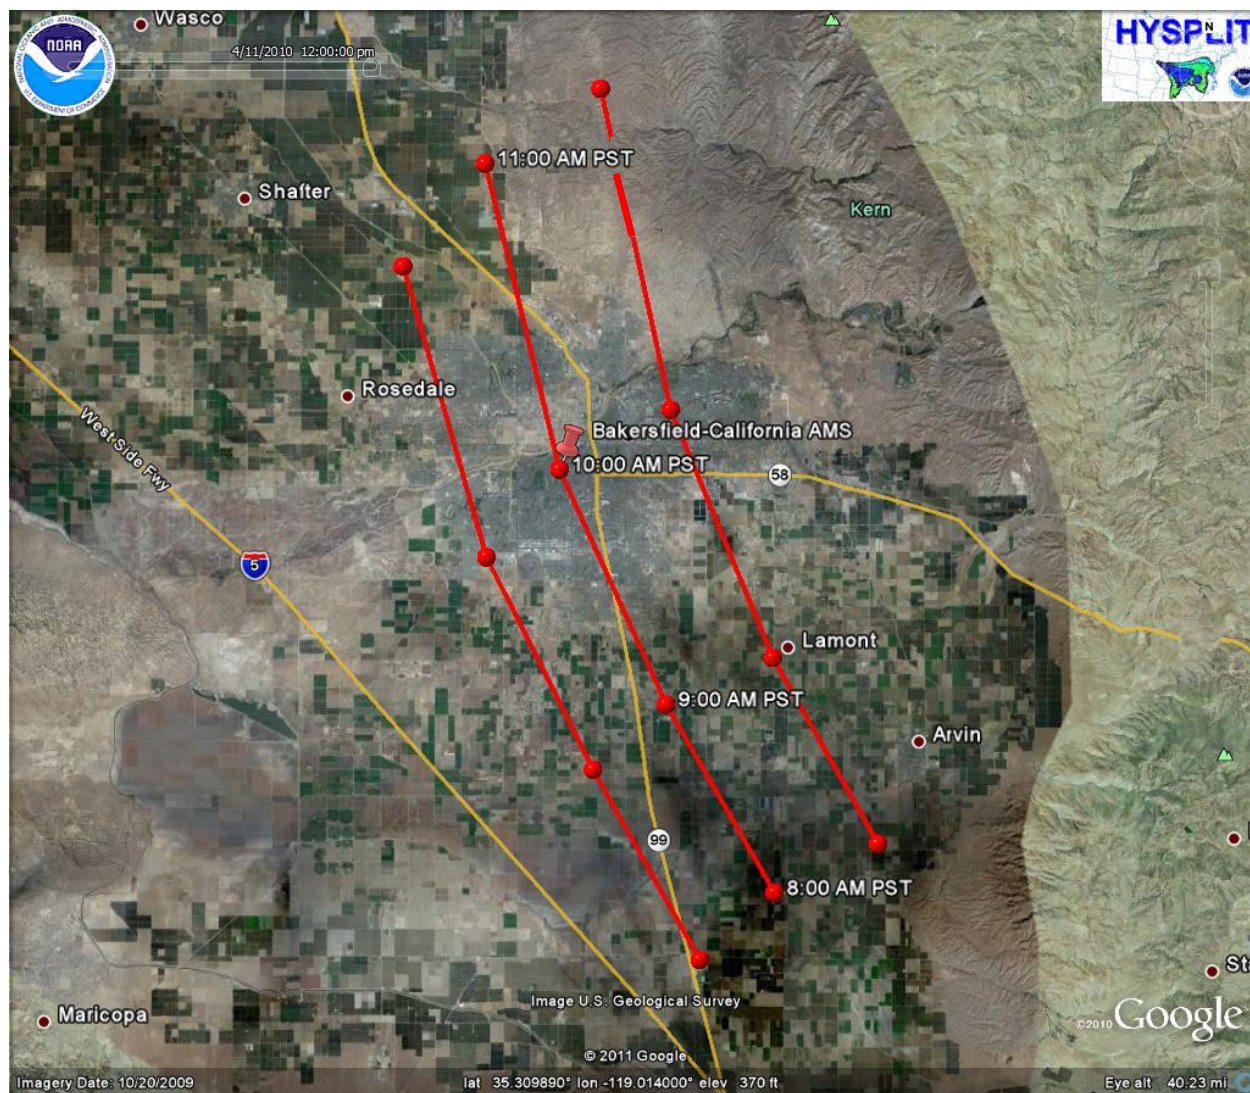 Wasco
NOAA
4/11/2010 12:00:00 pm
HYSPLIT
N
11:00 AM PST
Shafter
Kern
Rosedale
West Side Fwy
Bakersfield-California AMS
10:00 AM PST
58
5
Lamont
9:00 AM PST
Arvin
99
8:00 AM PST
Maricopa
Image U.S. Geological Survey
©2010 Google
© 2011 Google
Imagery Date: 10/20/2009
lat 35.309890° lon -119.014000° elev 370 ft
Eye alt 40.23 mi